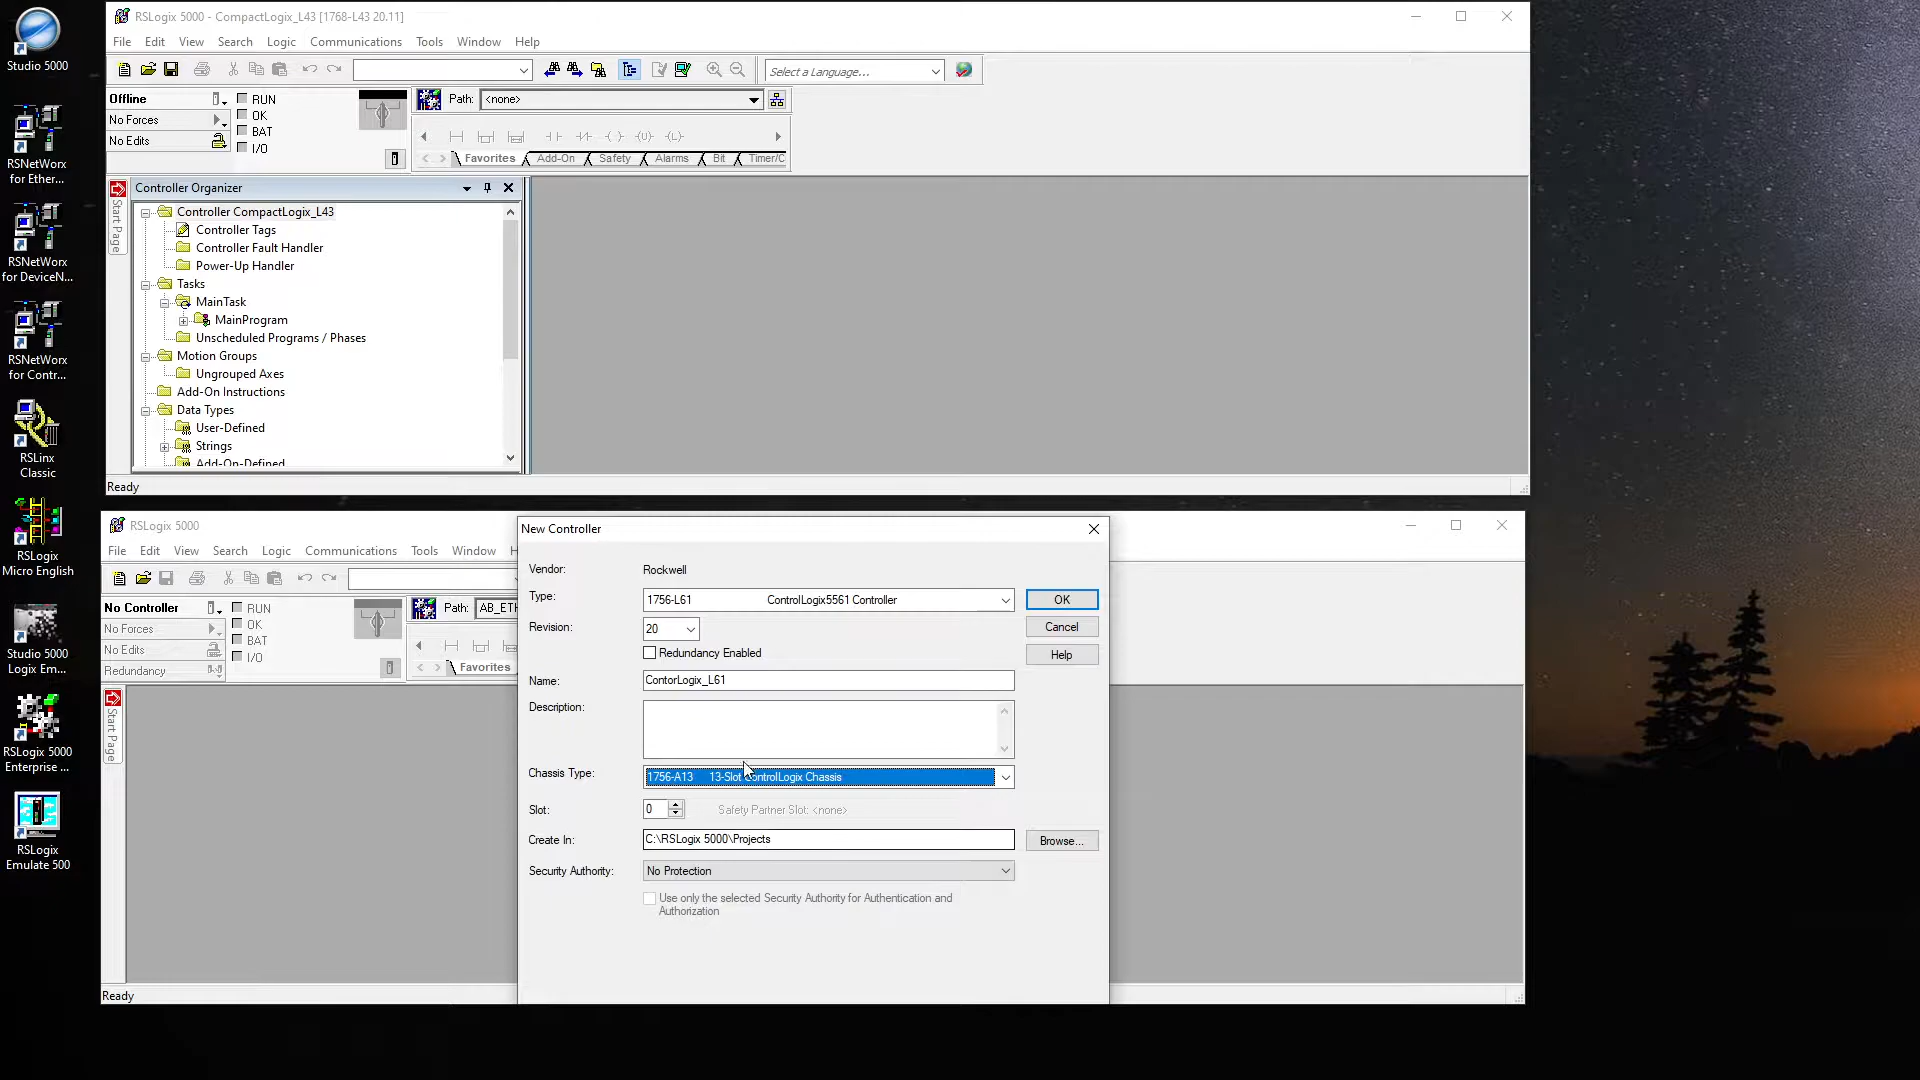 Studio 5000
RSNetWorx
for Ether...
RSNetWorx
for DeviceN...
RSNetWorx
for Contr...
RSLinx
Classic
RSLogix
Micro English
Studio 5000
Logix Em...
RSLogix 5000
Enterprise ...
RSLogix
Emulate 500
RSLogix 5000 - CompactLogix_L43 [1768-L43 20.11]
File Edit View Search Logic Communications Tools Window Help
Select a Language...
Offline RUN
No Forces OK
No Edits BAT
I/O
Path: <none>
Favorites Add-On Safety Alarms Bit Timer/C
Start Page
Controller Organizer
Controller CompactLogix_L43
Controller Tags
Controller Fault Handler
Power-Up Handler
Tasks
MainTask
MainProgram
Unscheduled Programs / Phases
Motion Groups
Ungrouped Axes
Add-On Instructions
Data Types
User-Defined
Strings
Add-On-Defined
Ready
RSLogix 5000
File Edit View Search Logic Communications Tools Window H
No Controller RUN
No Forces OK
No Edits BAT
Redundancy I/O
Path: AB_ETH
Favorites
Start Page
Ready
New Controller
Vendor: Rockwell
Type: 1756-L61 ControlLogix5561 Controller OK
Revision: 20 Cancel
Redundancy Enabled Help
Name: ContorLogix_L61
Description:
Chassis Type: 1756-A13 13-Slot ControlLogix Chassis
Slot: 0 Safety Partner Slot: <none>
Create In: C:\RSLogix 5000\Projects Browse...
Security Authority: No Protection
Use only the selected Security Authority for Authentication and
Authorization